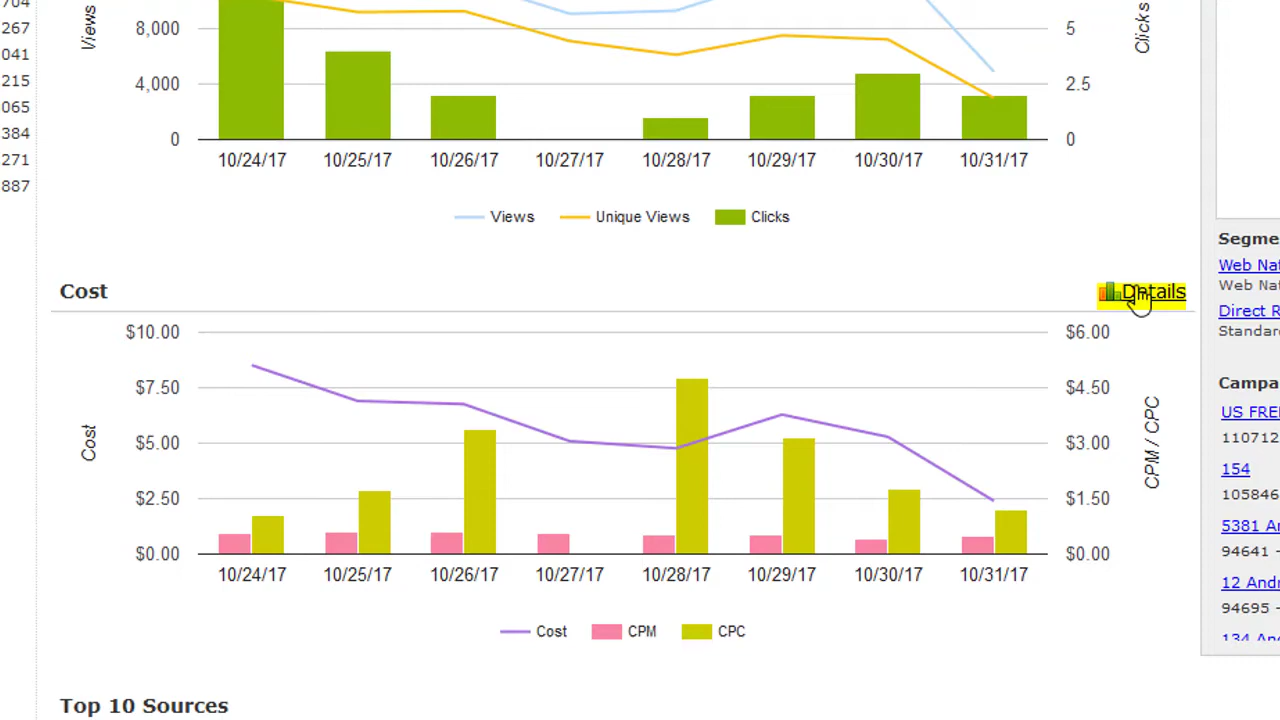 704
267
041
215
065
384
271
887
Views
8,000
4,000
0
5
2.5
0
Clicks
10/24/17 10/25/17 10/26/17 10/27/17 10/28/17 10/29/17 10/30/17 10/31/17
Views Unique Views Clicks
Cost
Details
Cost
$10.00
$7.50
$5.00
$2.50
$0.00
$6.00
$4.50
$3.00
$1.50
$0.00
CPM / CPC
10/24/17 10/25/17 10/26/17 10/27/17 10/28/17 10/29/17 10/30/17 10/31/17
Cost CPM CPC
Top 10 Sources
Segme
Web Nat
Web Nat
Direct R
Standar
Campa
US FREE
110712
154
105846
5381 An
94641 -
12 Andr
94695 -
134 And